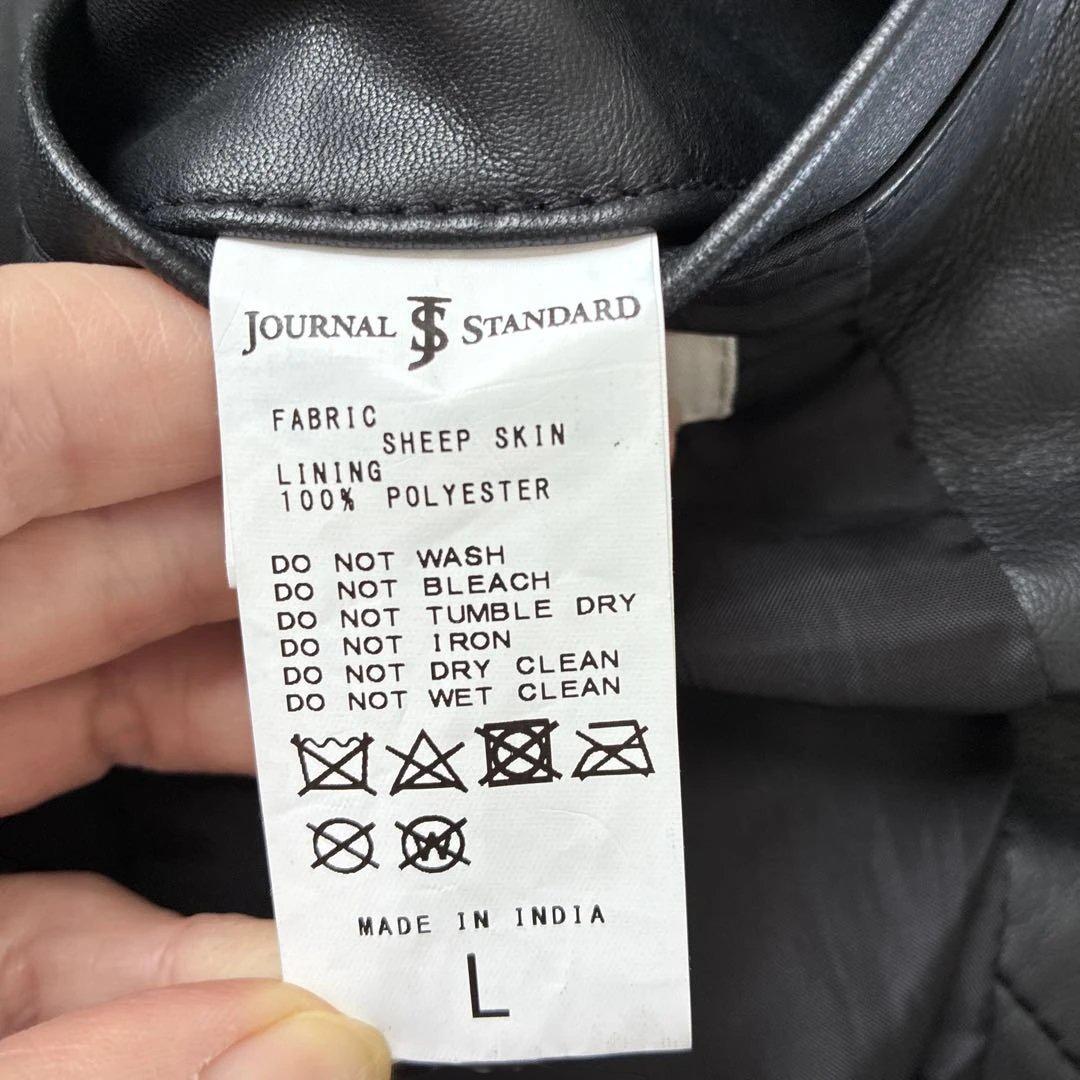 JOURNAL JS STANDARD
FABRIC
SHEEP SKIN
LINING
100% POLYESTER
DO NOT WASH
DO NOT BLEACH
DO NOT TUMBLE DRY
DO NOT IRON
DO NOT DRY CLEAN
DO NOT WET CLEAN
W
MADE IN INDIA
L